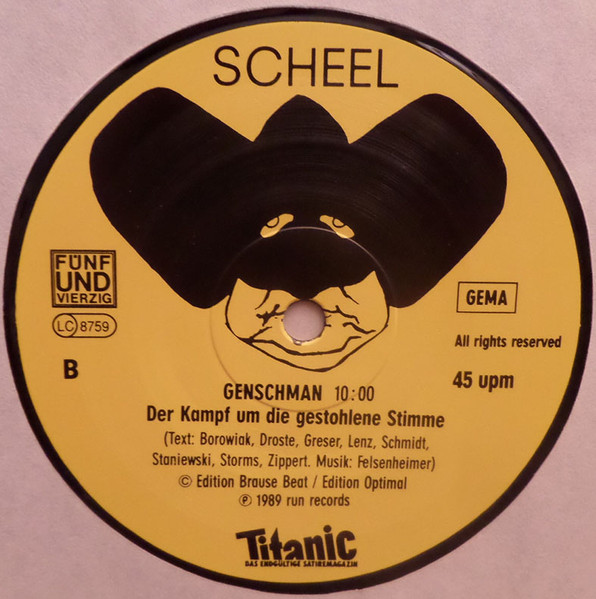 SCHEEL
FÜNF
UND
VIERZIG
LC 8759
GEMA
All rights reserved
B
45 upm
GENSCHMAN 10:00
Der Kampf um die gestohlene Stimme
(Text: Borowiak, Droste, Greser, Lenz, Schmidt,
Staniewski, Storms, Zippert. Musik: Felsenheimer)
© Edition Brause Beat / Edition Optimal
℗ 1989 run records
Titanic
DAS ENDGÜLTIGE SATIREMAGAZIN